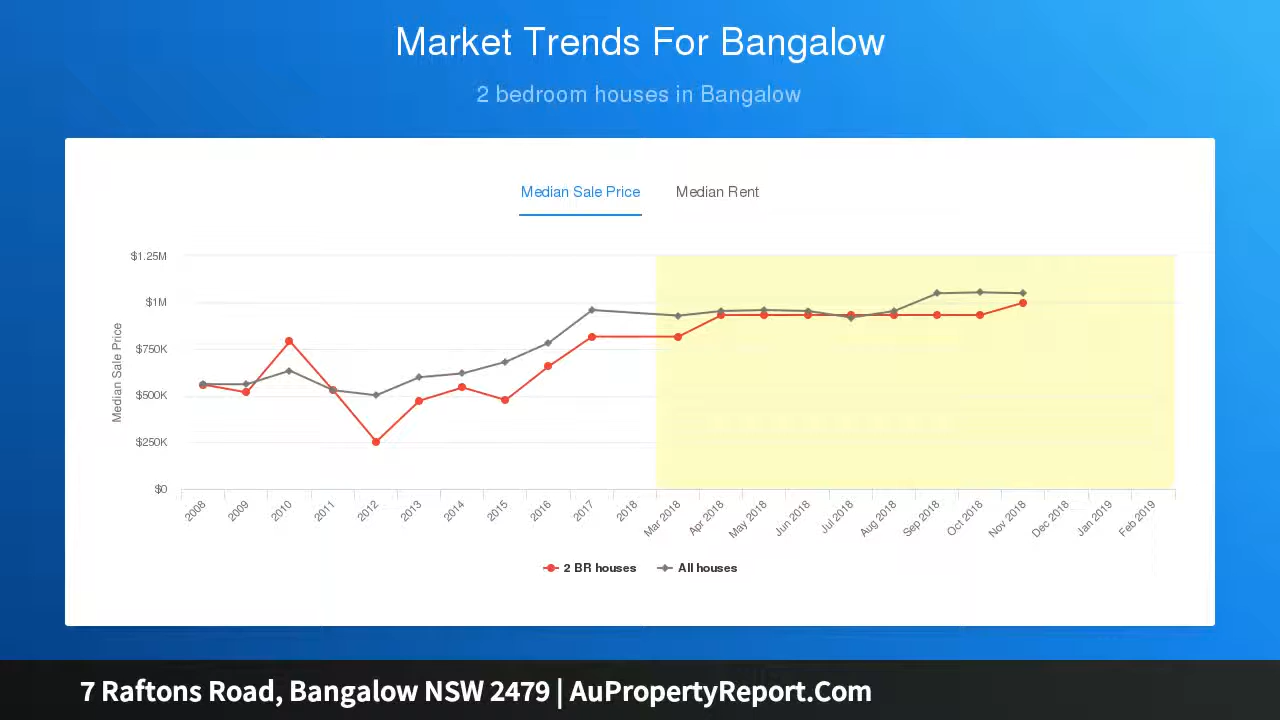 Market Trends For Bangalow
2 bedroom houses in Bangalow
Median Sale Price
Median Rent
$1.25M
$1M
$750K
$500K
$250K
$0
Median Sale Price
2008
2009
2010
2011
2012
2013
2014
2015
2016
2017
2018
Mar 2018
Apr 2018
May 2018
Jun 2018
Jul 2018
Aug 2018
Sep 2018
Oct 2018
Nov 2018
Dec 2018
Jan 2019
Feb 2019
2 BR houses
All houses
7 Raftons Road, Bangalow NSW 2479 | AuPropertyReport.Com